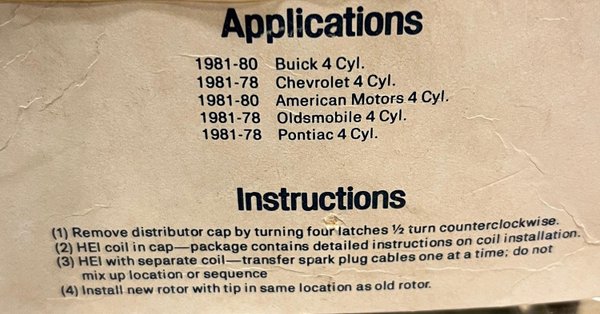 Applications
1981-80 Buick 4 Cyl.
1981-78 Chevrolet 4 Cyl.
1981-80 American Motors 4 Cyl.
1981-78 Oldsmobile 4 Cyl.
1981-78 Pontiac 4 Cyl.
Instructions
(1) Remove distributor cap by turning four latches ½ turn counterclockwise.
(2) HEI coil in cap—package contains detailed instructions on coil installation.
(3) HEI with separate coil—transfer spark plug cables one at a time; do not
mix up location or sequence
(4) Install new rotor with tip in same location as old rotor.